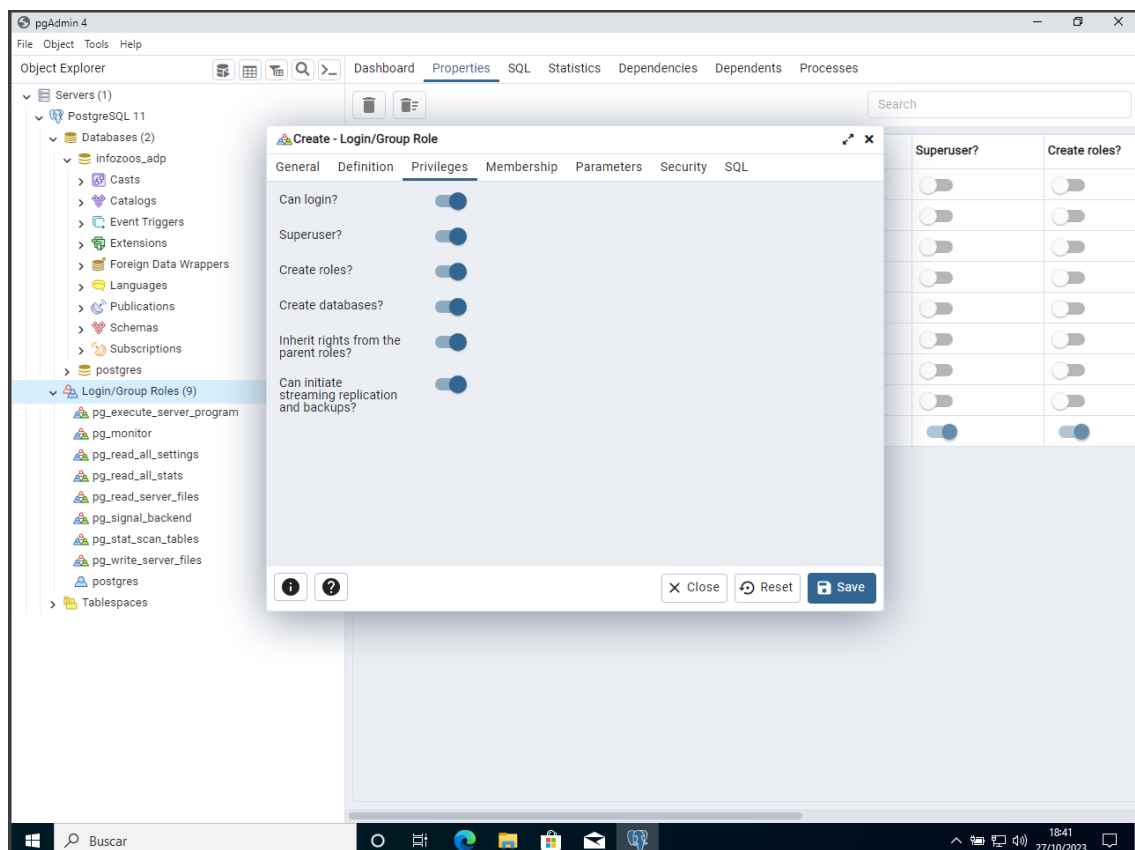 pgAdmin 4
File Object Tools Help
Object Explorer
Dashboard Properties SQL Statistics Dependencies Dependents Processes
Servers (1)
PostgreSQL 11
Databases (2)
infozoos_adp
Casts
Catalogs
Event Triggers
Extensions
Foreign Data Wrappers
Languages
Publications
Schemas
Subscriptions
postgres
Login/Group Roles (9)
pg_execute_server_program
pg_monitor
pg_read_all_settings
pg_read_all_stats
pg_read_server_files
pg_signal_backend
pg_stat_scan_tables
pg_write_server_files
postgres
Tablespaces
Search
Superuser? Create roles?
Create - Login/Group Role
General Definition Privileges Membership Parameters Security SQL
Can login?
Superuser?
Create roles?
Create databases?
Inherit rights from the
parent roles?
Can initiate
streaming replication
and backups?
Close Reset Save
Buscar
18:41
27/10/2023